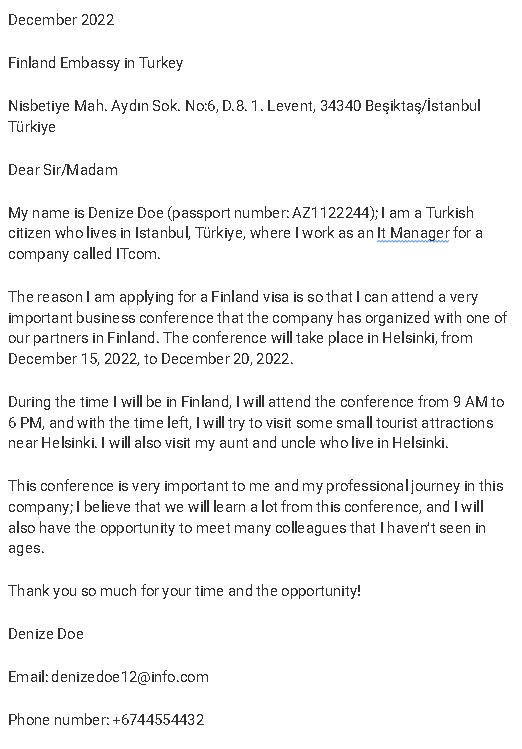 December 2022
Finland Embassy in Turkey
Nisbetiye Mah. Aydın Sok. No:6, D.8. 1. Levent, 34340 Beşiktaş/İstanbul
Türkiye
Dear Sir/Madam
My name is Denize Doe (passport number: AZ1122244); I am a Turkish
citizen who lives in Istanbul, Türkiye, where I work as an It Manager for a
company called ITcom.
The reason I am applying for a Finland visa is so that I can attend a very
important business conference that the company has organized with one of
our partners in Finland. The conference will take place in Helsinki, from
December 15, 2022, to December 20, 2022.
During the time I will be in Finland, I will attend the conference from 9 AM to
6 PM, and with the time left, I will try to visit some small tourist attractions
near Helsinki. I will also visit my aunt and uncle who live in Helsinki.
This conference is very important to me and my professional journey in this
company; I believe that we will learn a lot from this conference, and I will
also have the opportunity to meet many colleagues that I haven't seen in
ages.
Thank you so much for your time and the opportunity!
Denize Doe
Email: denizedoe12@info.com
Phone number: +6744554432